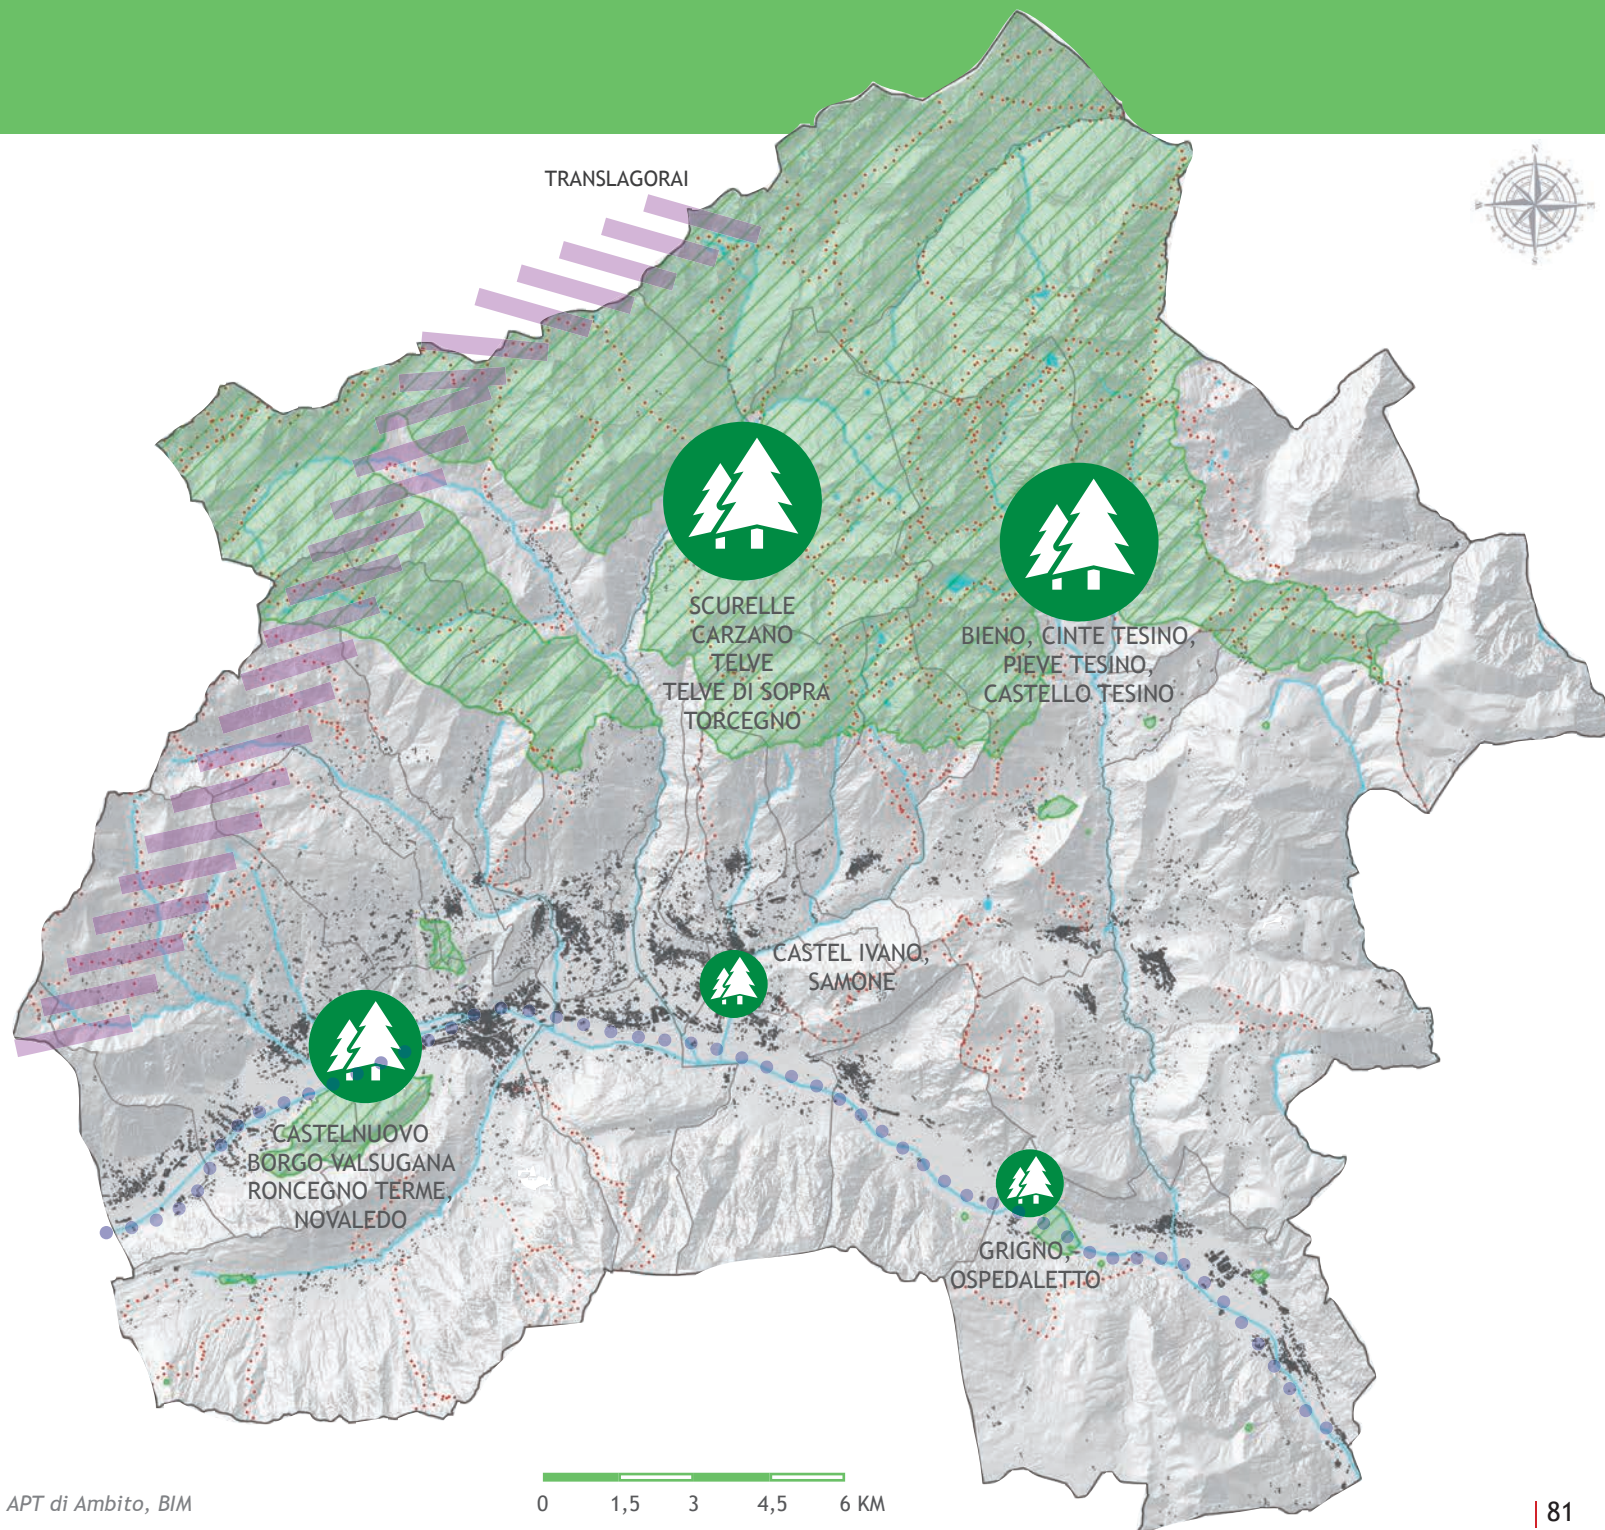 TRANSLAGORAI
N
W
E
S
SCURELLE
CARZANO
TELVE
TELVE DI SOPRA
TORCEGNO
BIENO, CINTE TESINO,
PIEVE TESINO,
CASTELLO TESINO
CASTEL IVANO,
SAMONE
CASTELNUOVO
BORGO VALSUGANA
RONCEGNO TERME,
NOVALEDO
GRIGNO,
OSPEDALETTO
APT di Ambito, BIM
0 1,5 3 4,5 6 KM
81